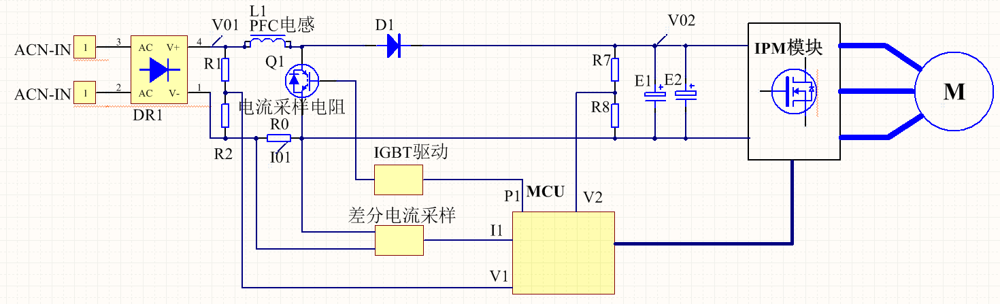 L1
PFC电感
V01
D1
V02
ACN-IN
1
3
AC
V+
4
R1
Q1
R7
E1
E2
IPM模块
ACN-IN
1
2
AC
V-
1
DR1
电流采样电阻
R8
M
R0
R2
I01
IGBT驱动
P1
MCU
V2
差分电流采样
I1
V1